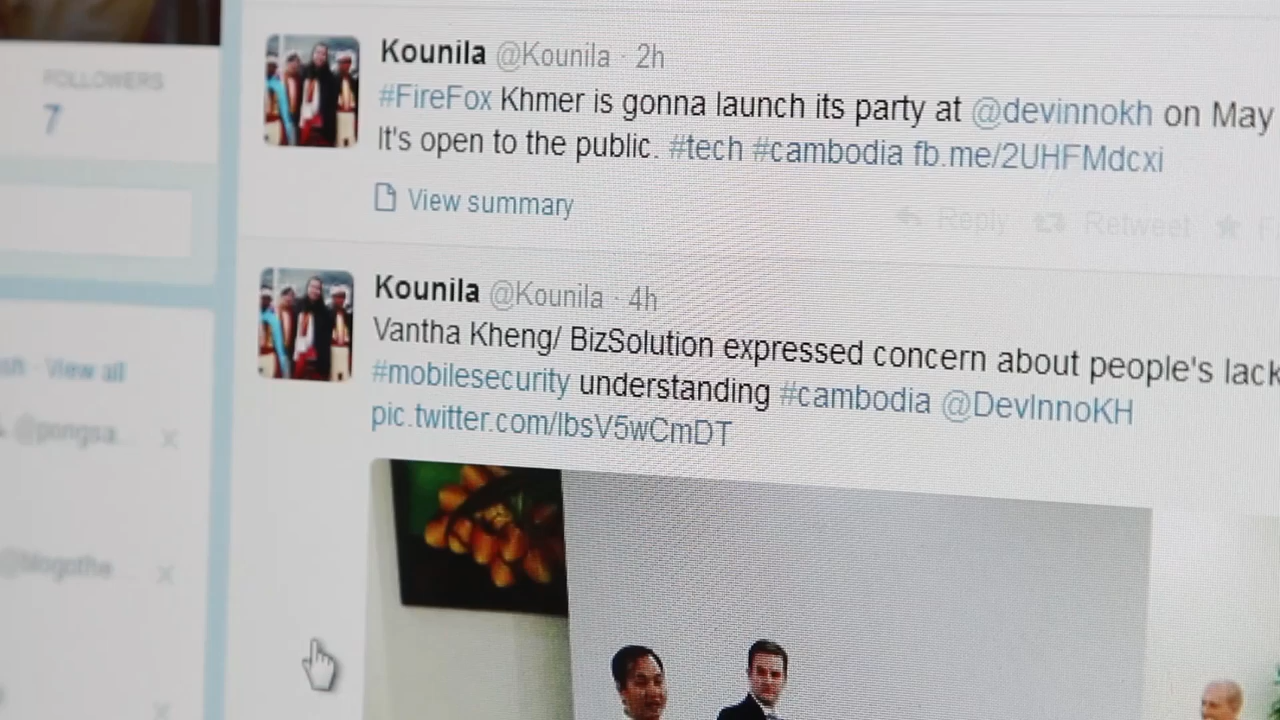 FOLLOWERS
7
Kounila @Kounila · 2h
#FireFox Khmer is gonna launch its party at @devinnokh on May
It's open to the public. #tech #cambodia fb.me/2UHFMdcxi
View summary
Reply Retweet
Kounila @Kounila · 4h
Vantha Kheng/ BizSolution expressed concern about people's lack
#mobilesecurity understanding #cambodia @DevInnoKH
pic.twitter.com/lbsV5wCmDT
View all